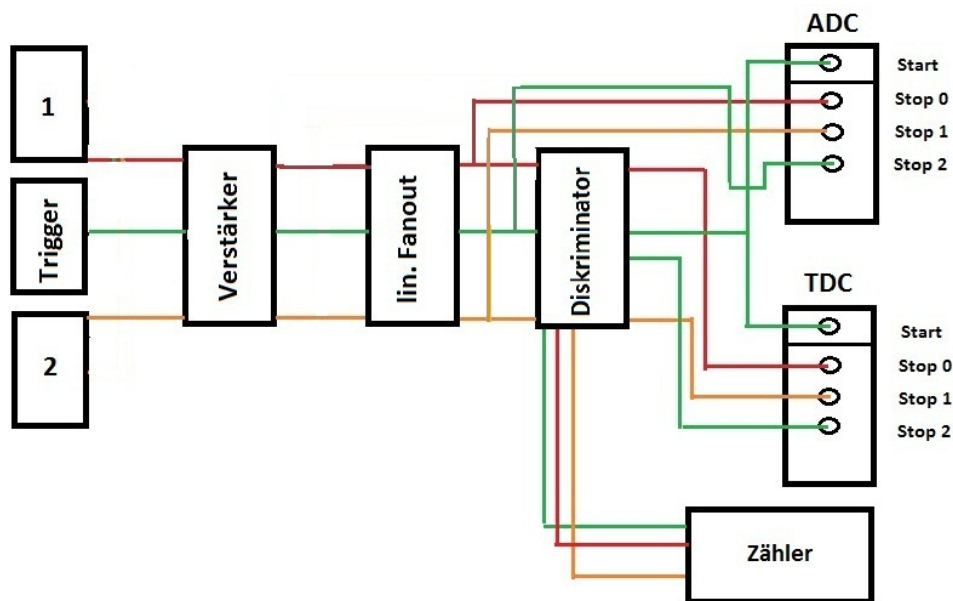 1
Trigger
2
Verstärker
lin. Fanout
Diskriminator
ADC
Start
Stop 0
Stop 1
Stop 2
TDC
Start
Stop 0
Stop 1
Stop 2
Zähler